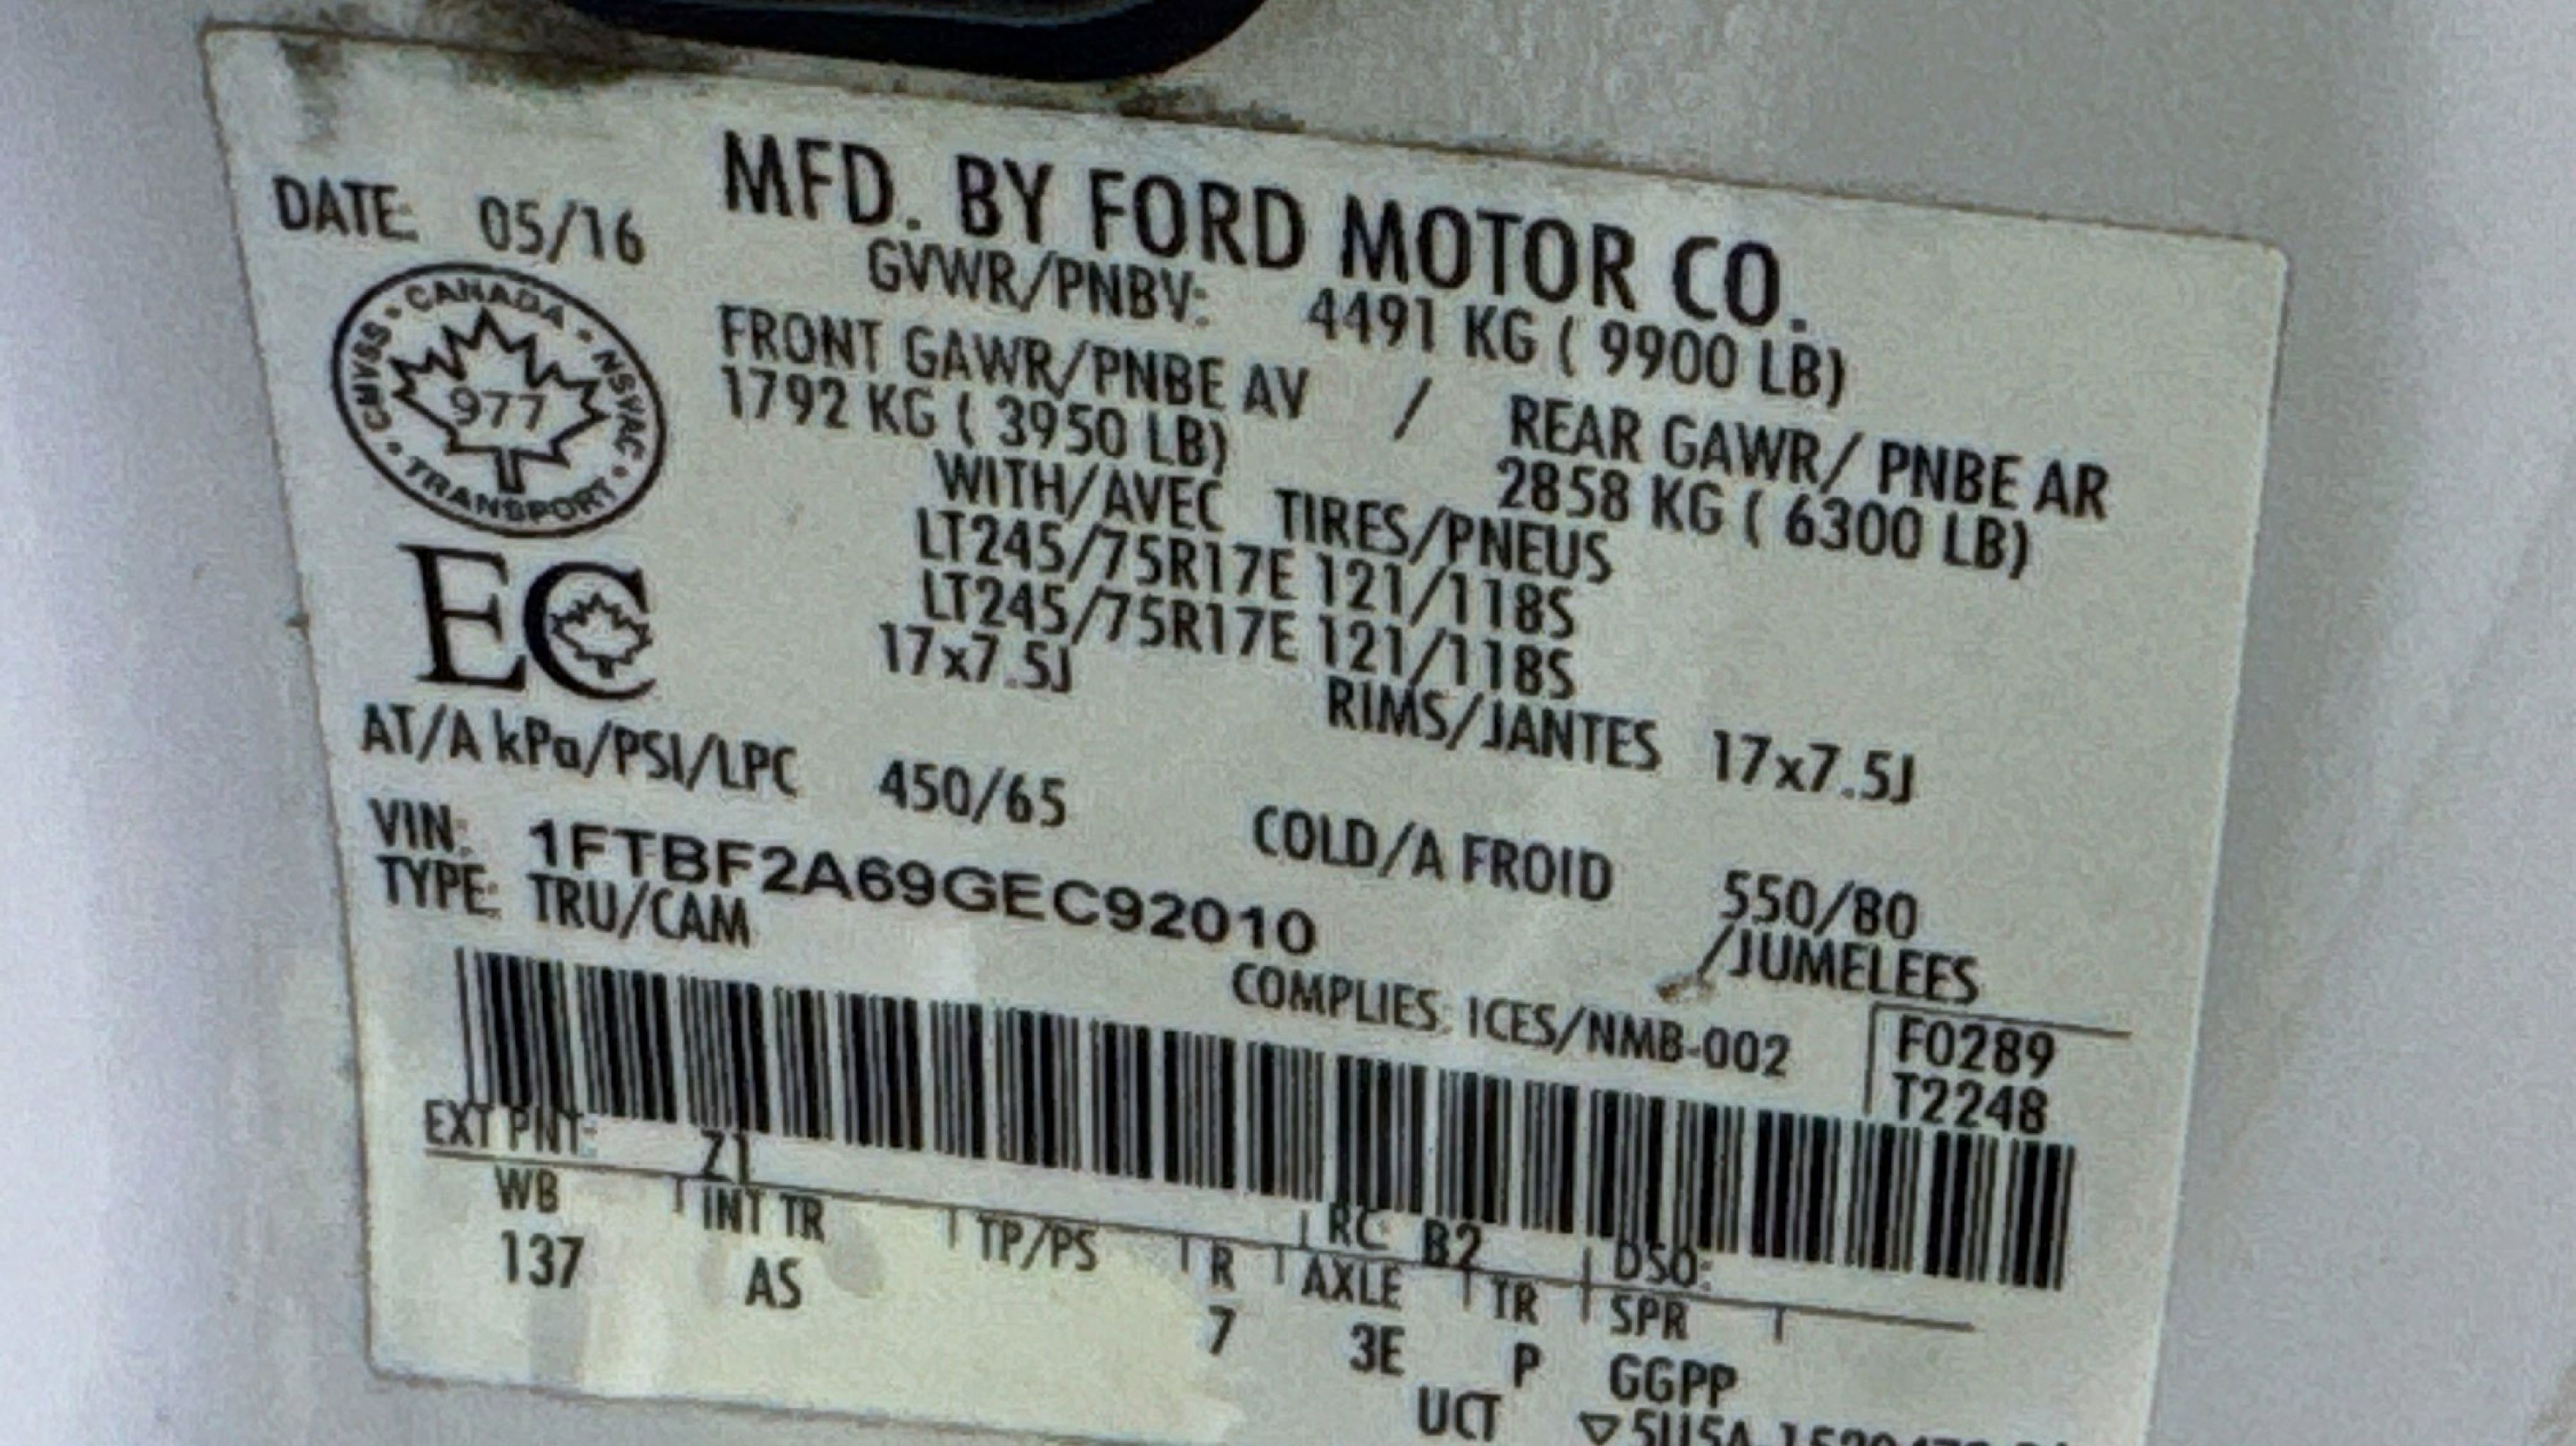 MFD. BY FORD MOTOR CO.
DATE: 05/16
GVWR/PNBV: 4491 KG ( 9900 LB)
FRONT GAWR/PNBE AV / REAR GAWR/ PNBE AR
1792 KG ( 3950 LB) 2858 KG ( 6300 LB)
CANADA • NSVAC • TRANSPORT • CMVSS •
977
WITH/AVEC TIRES/PNEUS
LT245/75R17E 121/118S
LT245/75R17E 121/118S
EC
17x7.5J RIMS/JANTES 17x7.5J
AT/A kPa/PSI/LPC 450/65 COLD/A FROID 550/80
VIN: 1FTBF2A69GEC92010 /JUMELEES
TYPE: TRU/CAM COMPLIES: ICES/NMB-002
F0289
T2248
EXT PNT: Z1 RC: B2 DSO:
WB INT TR TP/PS R AXLE TR SPR
137 AS 7 3E P GGPP
UCT